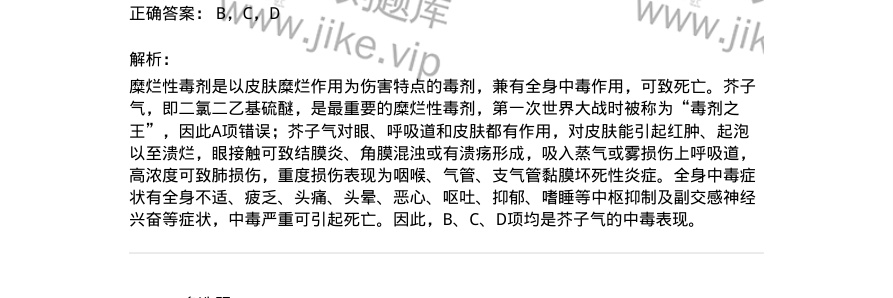 正确答案： B，C，D
题库
www.jike.vip
www.jike.vip
解析：
糜烂性毒剂是以皮肤糜烂作用为伤害特点的毒剂，兼有全身中毒作用，可致死亡。芥子
气，即二氯二乙基硫醚，是最重要的糜烂性毒剂，第一次世界大战时被称为“毒剂之
王”，因此A项错误；芥子气对眼、呼吸道和皮肤都有作用，对皮肤能引起红肿、起泡
以至溃烂，眼接触可致结膜炎、角膜混浊或有溃疡形成，吸入蒸气或雾损伤上呼吸道，
高浓度可致肺损伤，重度损伤表现为咽喉、气管、支气管黏膜坏死性炎症。全身中毒症
状有全身不适、疲乏、头痛、头晕、恶心、呕吐、抑郁、嗜睡等中枢抑制及副交感神经
兴奋等症状，中毒严重可引起死亡。因此，B、C、D项均是芥子气的中毒表现。